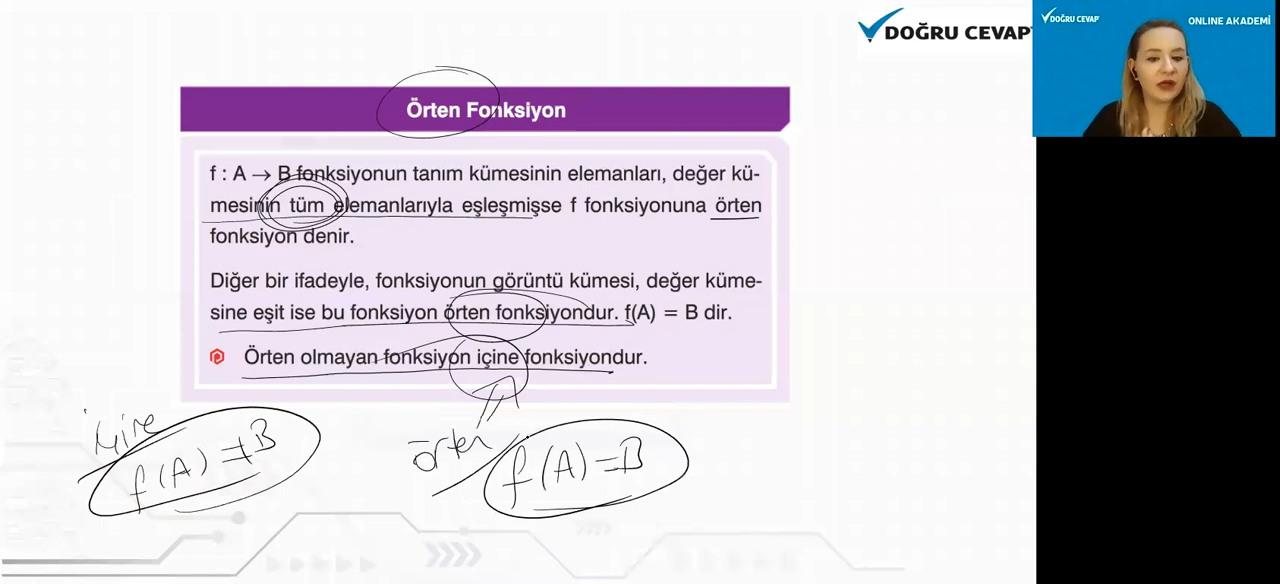 DOĞRU CEVAP
DOĞRU CEVAP
ONLINE AKADEMİ
Örten Fonksiyon
f : A → B fonksiyonun tanım kümesinin elemanları, değer kü-
mesinin tüm elemanlarıyla eşleşmişse f fonksiyonuna örten
fonksiyon denir.
Diğer bir ifadeyle, fonksiyonun görüntü kümesi, değer küme-
sine eşit ise bu fonksiyon örten fonksiyondur. f(A) = B dir.
Örten olmayan fonksiyon içine fonksiyondur.
içine
f(A) ≠ B
örten
f(A) = B